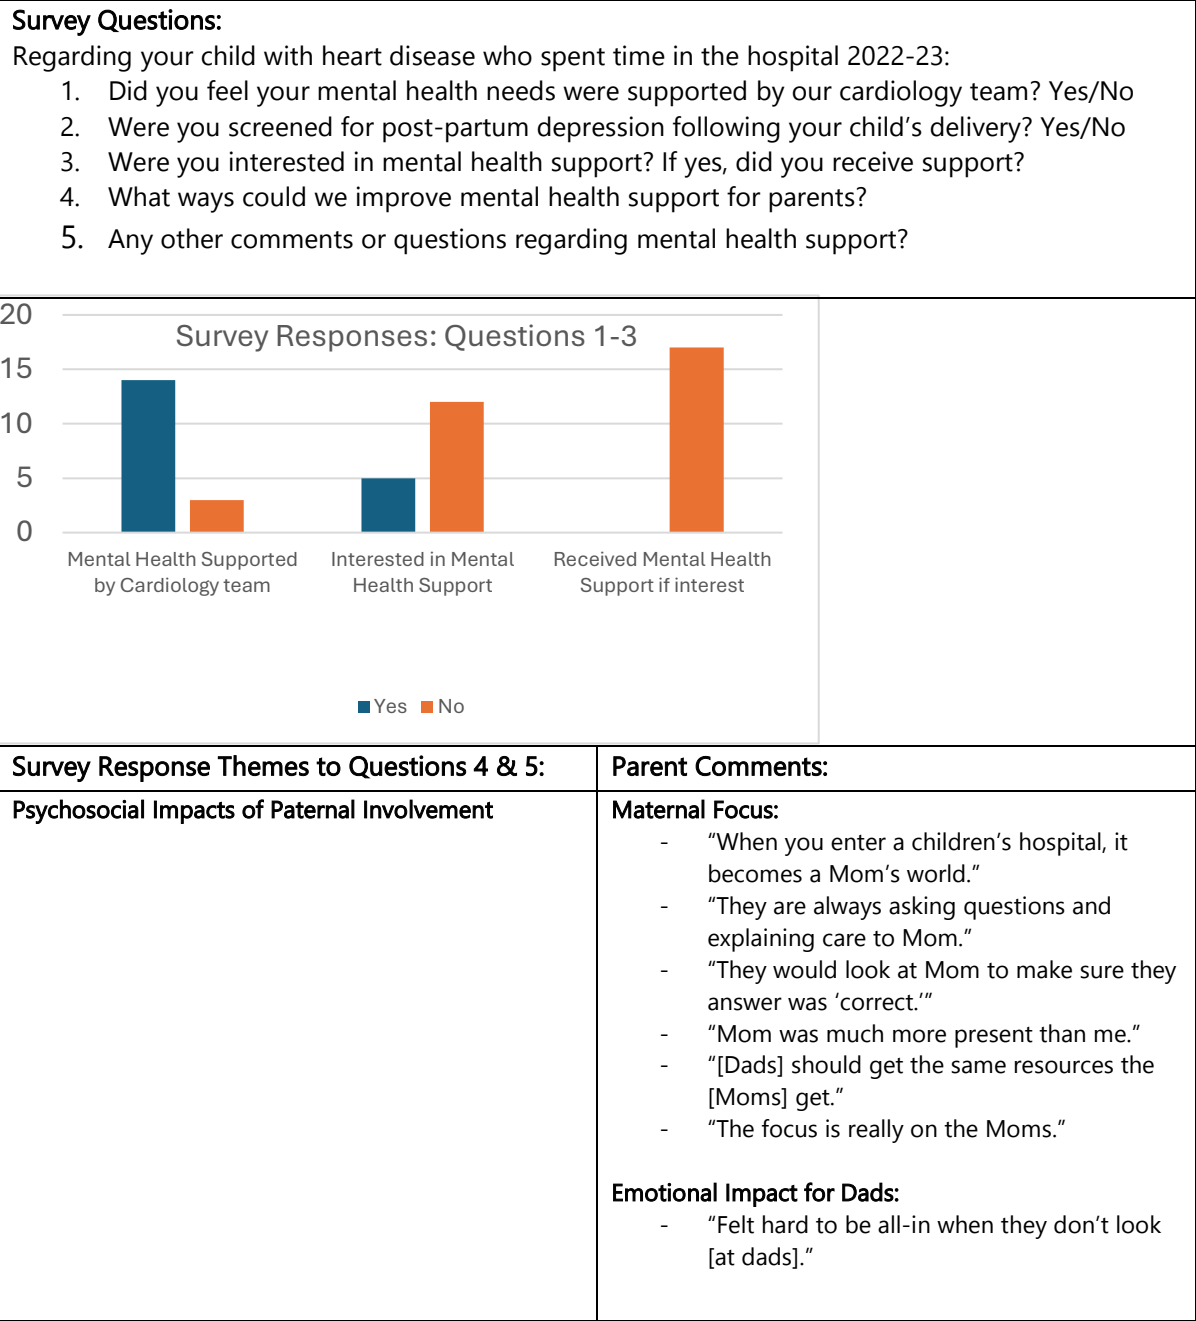 Survey Questions:
Regarding your child with heart disease who spent time in the hospital 2022-23:
1. Did you feel your mental health needs were supported by our cardiology team? Yes/No
2. Were you screened for post-partum depression following your child’s delivery? Yes/No
3. Were you interested in mental health support? If yes, did you receive support?
4. What ways could we improve mental health support for parents?
5. Any other comments or questions regarding mental health support?
Survey Responses: Questions 1-3
20
15
10
5
0
Mental Health Supported
by Cardiology team
Interested in Mental
Health Support
Received Mental Health
Support if interest
Yes No
Survey Response Themes to Questions 4 & 5:
Parent Comments:
Psychosocial Impacts of Paternal Involvement
Maternal Focus:
- “When you enter a children’s hospital, it
becomes a Mom’s world.”
- “They are always asking questions and
explaining care to Mom.”
- “They would look at Mom to make sure they
answer was ‘correct.’”
- “Mom was much more present than me.”
- “[Dads] should get the same resources the
[Moms] get.”
- “The focus is really on the Moms.”
Emotional Impact for Dads:
- “Felt hard to be all-in when they don’t look
[at dads].”